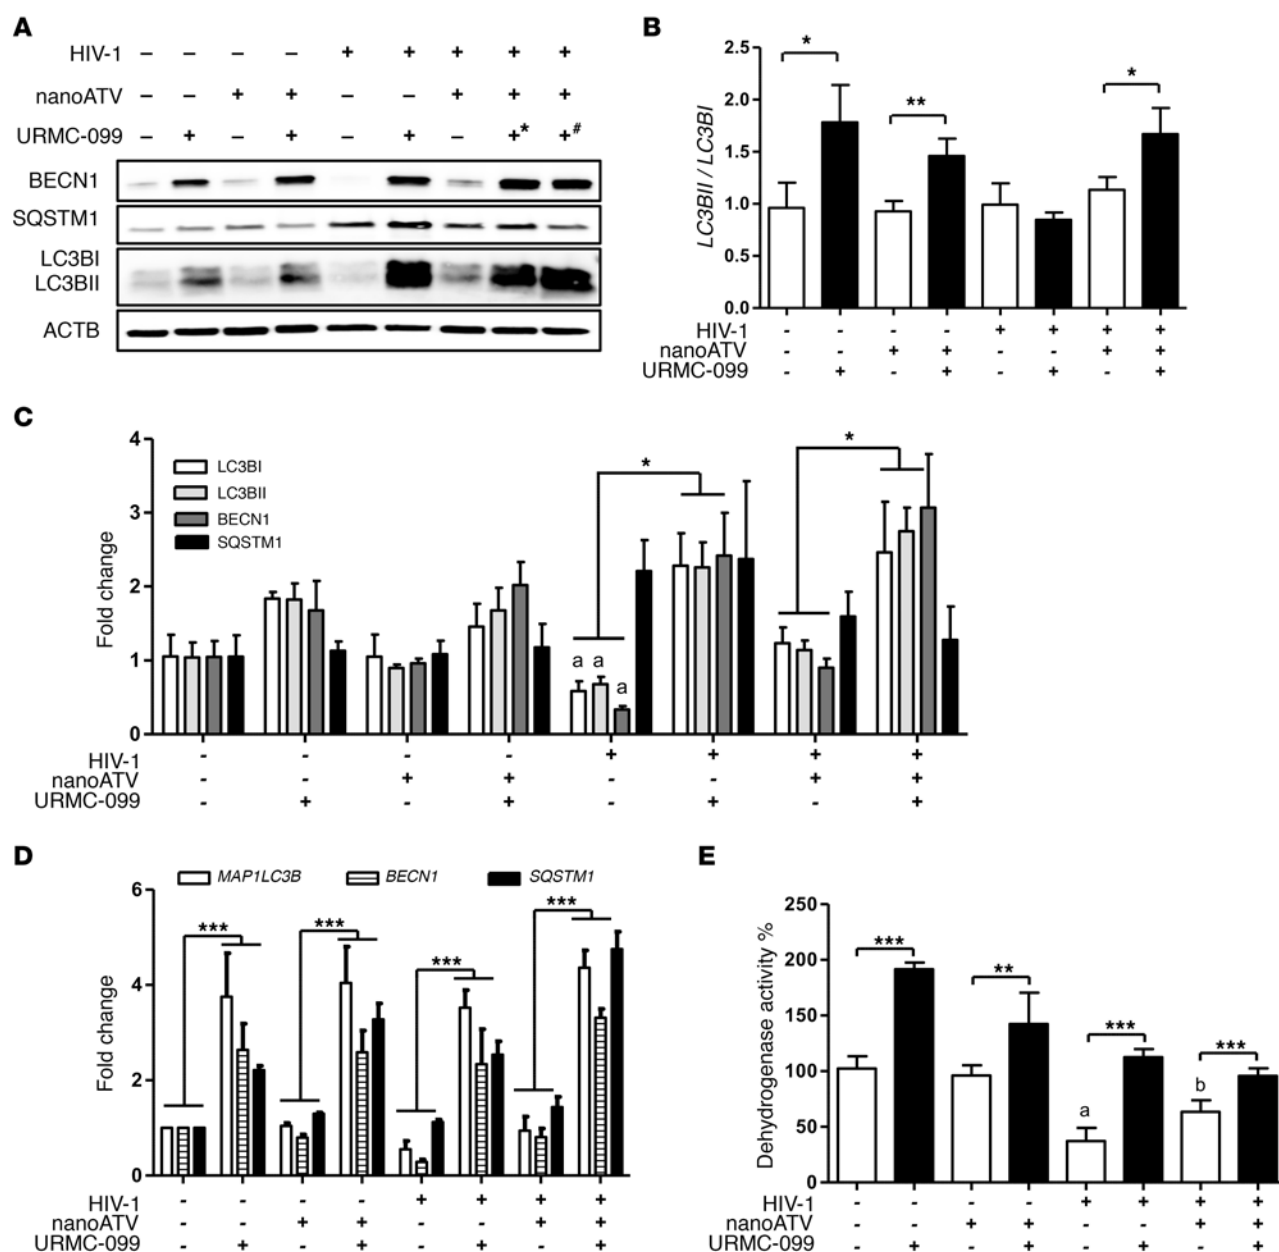 A
HIV-1 – – – – + + + + +
nanoATV – – + + – – + + +
URMC-099 – + – + – + – +* +#
BECN1
SQSTM1
LC3BI
LC3BII
ACTB
B
LC3BII / LC3BI
2.5
2.0
1.5
1.0
0.5
0.0
* ** *
HIV-1 - - - - + + + +
nanoATV - - + + - - + +
URMC-099 - + - + - + - +
C
Fold change
4
3
2
1
0
LC3BI
LC3BII
BECN1
SQSTM1
* *
a a a
HIV-1 - - - - + + + +
nanoATV - - + + - - + +
URMC-099 - + - + - + - +
D
MAP1LC3B BECN1 SQSTM1
Fold change
6
4
2
0
*** *** *** ***
HIV-1 - - - - + + + +
nanoATV - - + + - - + +
URMC-099 - + - + - + - +
E
Dehydrogenase activity %
250
200
150
100
50
0
*** ** *** ***
a b
HIV-1 - - - - + + + +
nanoATV - - + + - - + +
URMC-099 - + - + - + - +